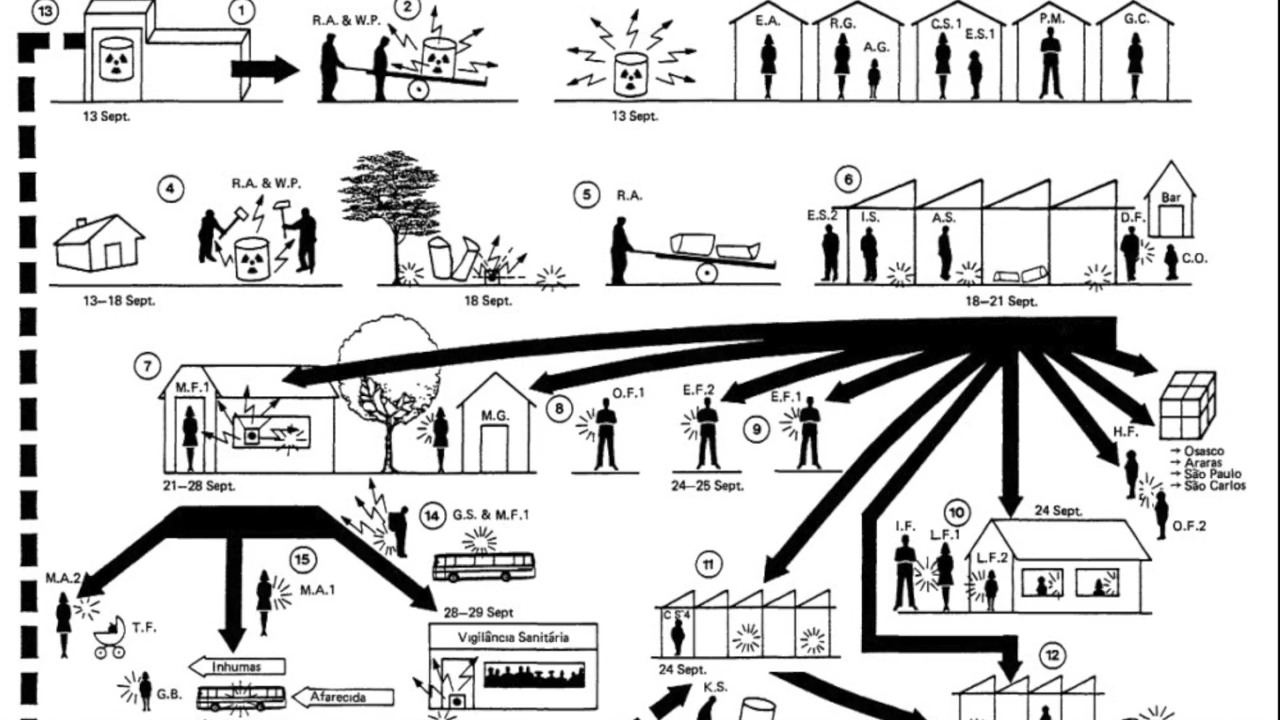 13
1
R.A. & W.P.
2
E.A.
R.G.
A.G.
C.S.1
E.S.1
P.M.
G.C.
13 Sept.
13 Sept.
4
R.A. & W.P.
5
R.A.
6
E.S.2
I.S.
A.S.
D.F.
Bar
C.O.
13–18 Sept.
18 Sept.
18–21 Sept.
7
M.F.1
M.G.
8
O.F.1
E.F.2
9
E.F.1
H.F.
→ Osasco
→ Araras
→ São Paulo
→ São Carlos
O.F.2
21–28 Sept.
24–25 Sept.
14
G.S. & M.F.1
10
24 Sept.
I.F.
L.F.1
L.F.2
15
M.A.2
M.A.1
T.F.
11
C.S.4
28–29 Sept
Vigilância Sanitária
24 Sept.
12
Inhumas
G.B.
Aparecida
K.S.